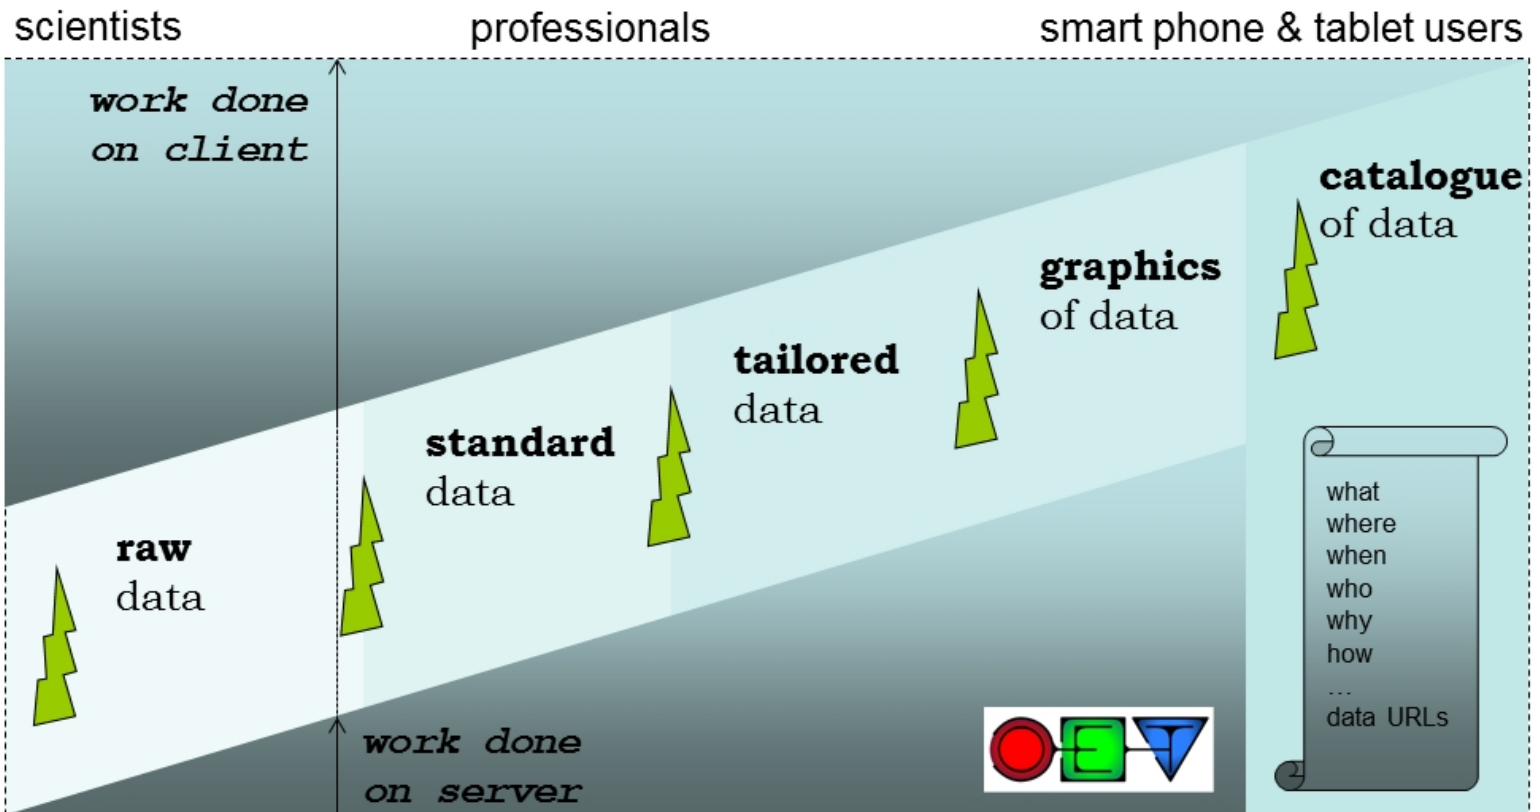 scientists
professionals
smart phone & tablet users
work done
on client
catalogue
of data
graphics
of data
tailored
data
standard
data
raw
data
what
where
when
who
why
how
...
data URLs
work done
on server